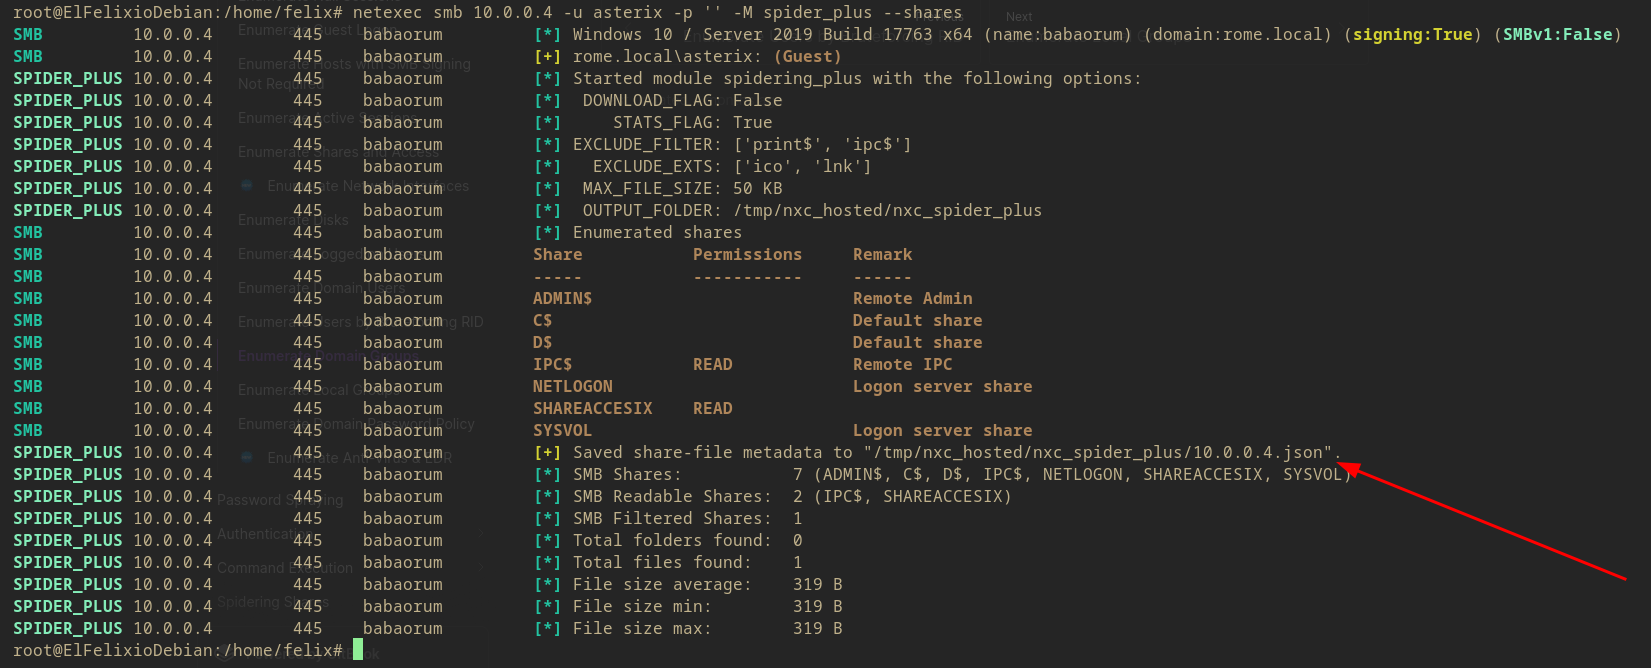 root@ElFelixioDebian:/home/felix# netexec smb 10.0.0.4 -u asterix -p '' -M spider_plus --shares
SMB 10.0.0.4 445 babaorum [*] Windows 10 / Server 2019 Build 17763 x64 (name:babaorum) (domain:rome.local) (signing:True) (SMBv1:False)
SMB 10.0.0.4 445 babaorum [+] rome.local\asterix: (Guest)
SPIDER_PLUS 10.0.0.4 445 babaorum [*] Started module spidering_plus with the following options:
SPIDER_PLUS 10.0.0.4 445 babaorum [*] DOWNLOAD_FLAG: False
SPIDER_PLUS 10.0.0.4 445 babaorum [*] STATS_FLAG: True
SPIDER_PLUS 10.0.0.4 445 babaorum [*] EXCLUDE_FILTER: ['print$', 'ipc$']
SPIDER_PLUS 10.0.0.4 445 babaorum [*] EXCLUDE_EXTS: ['ico', 'lnk']
SPIDER_PLUS 10.0.0.4 445 babaorum [*] MAX_FILE_SIZE: 50 KB
SPIDER_PLUS 10.0.0.4 445 babaorum [*] OUTPUT_FOLDER: /tmp/nxc_hosted/nxc_spider_plus
SMB 10.0.0.4 445 babaorum [*] Enumerated shares
SMB 10.0.0.4 445 babaorum Share Permissions Remark
SMB 10.0.0.4 445 babaorum ----- ----------- ------
SMB 10.0.0.4 445 babaorum ADMIN$ Remote Admin
SMB 10.0.0.4 445 babaorum C$ Default share
SMB 10.0.0.4 445 babaorum D$ Default share
SMB 10.0.0.4 445 babaorum IPC$ READ Remote IPC
SMB 10.0.0.4 445 babaorum NETLOGON Logon server share
SMB 10.0.0.4 445 babaorum SHAREACCESIX READ
SMB 10.0.0.4 445 babaorum SYSVOL Logon server share
SPIDER_PLUS 10.0.0.4 445 babaorum [+] Saved share-file metadata to "/tmp/nxc_hosted/nxc_spider_plus/10.0.0.4.json".
SPIDER_PLUS 10.0.0.4 445 babaorum [*] SMB Shares: 7 (ADMIN$, C$, D$, IPC$, NETLOGON, SHAREACCESIX, SYSVOL)
SPIDER_PLUS 10.0.0.4 445 babaorum [*] SMB Readable Shares: 2 (IPC$, SHAREACCESIX)
SPIDER_PLUS 10.0.0.4 445 babaorum [*] SMB Filtered Shares: 1
SPIDER_PLUS 10.0.0.4 445 babaorum [*] Total folders found: 0
SPIDER_PLUS 10.0.0.4 445 babaorum [*] Total files found: 1
SPIDER_PLUS 10.0.0.4 445 babaorum [*] File size average: 319 B
SPIDER_PLUS 10.0.0.4 445 babaorum [*] File size min: 319 B
SPIDER_PLUS 10.0.0.4 445 babaorum [*] File size max: 319 B
root@ElFelixioDebian:/home/felix#